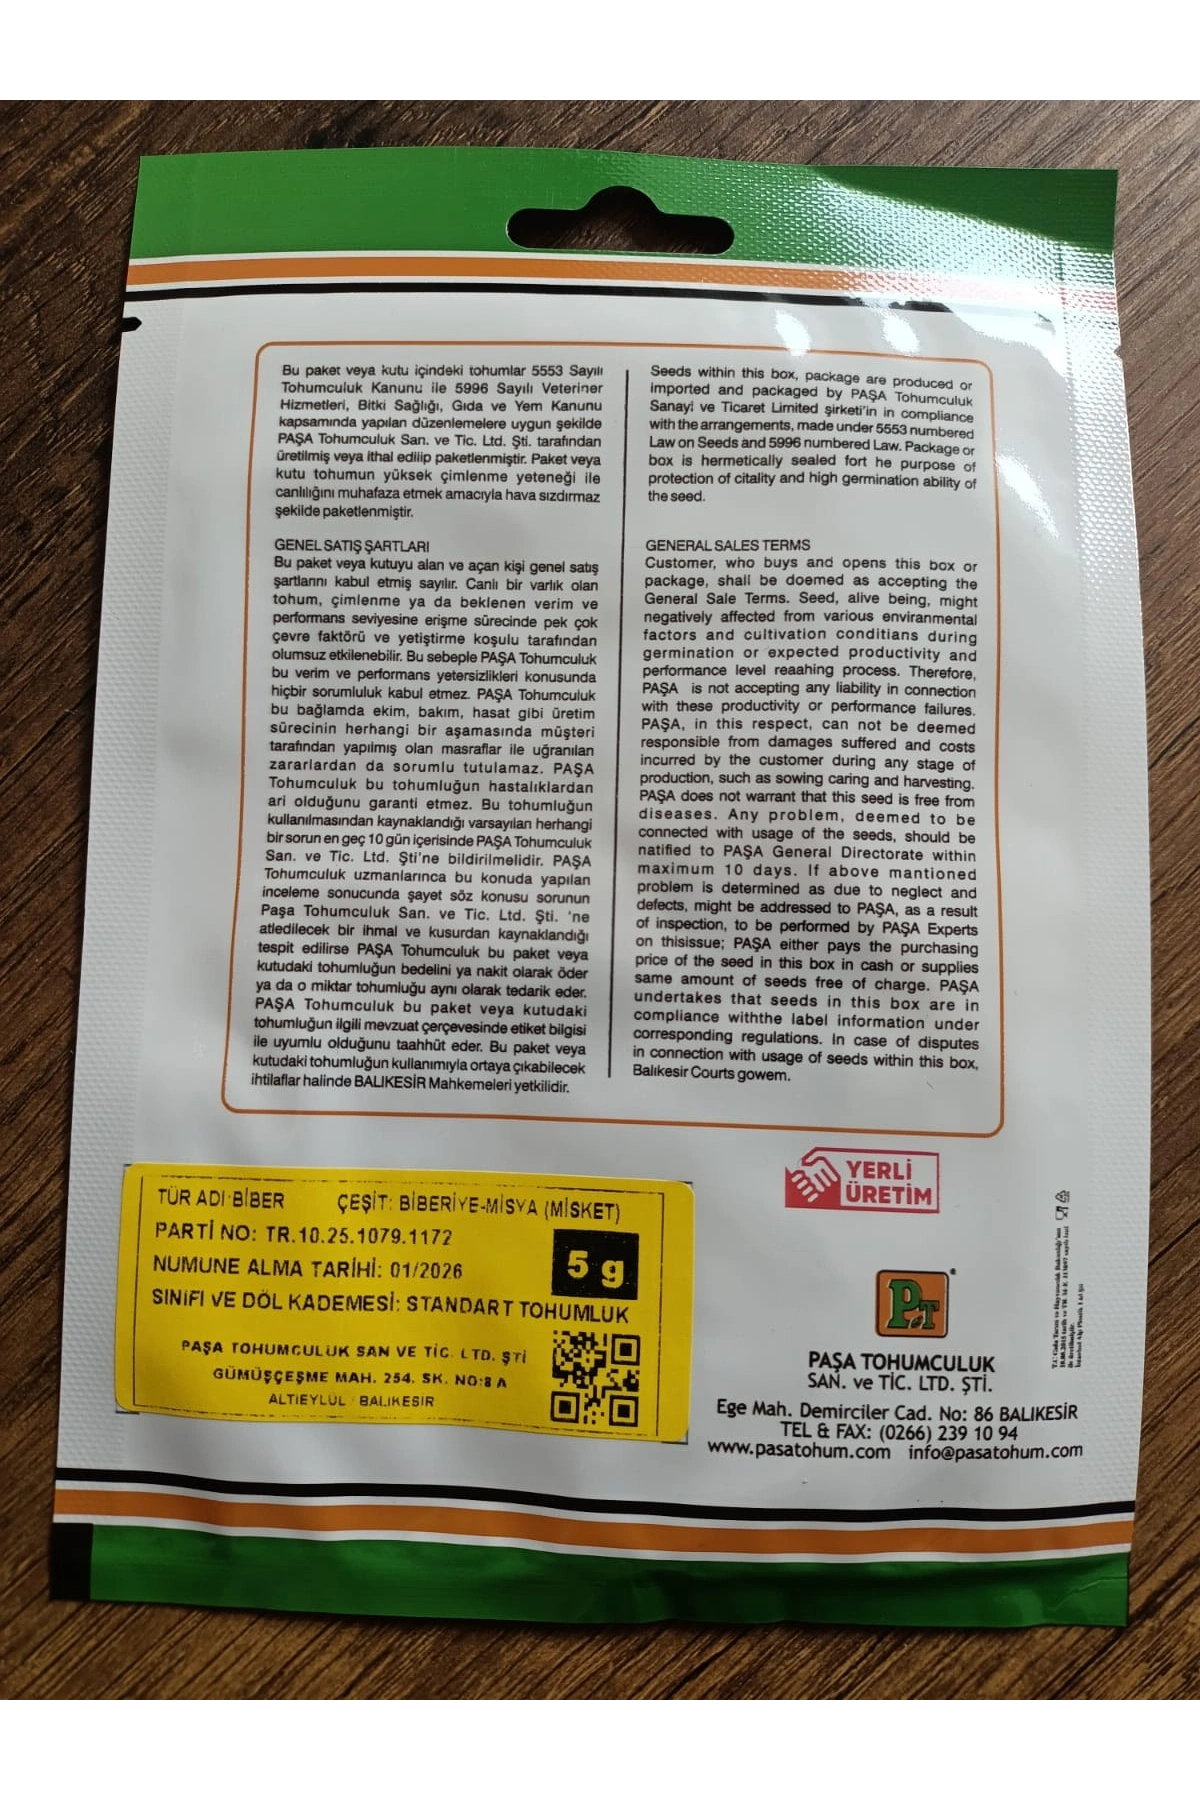 Bu paket veya kutu içindeki tohumlar 5553 Sayılı
Tohumculuk Kanunu ile 5996 Sayılı Veteriner
Hizmetleri, Bitki Sağlığı, Gıda ve Yem Kanunu
kapsamında yapılan düzenlemelere uygun şekilde
PAŞA Tohumculuk San. ve Tic. Ltd. Şti. tarafından
üretilmiş veya ithal edilip paketlenmiştir. Paket veya
kutu tohumun yüksek çimlenme yeteneği ile
canlılığını muhafaza etmek amacıyla hava sızdırmaz
şekilde paketlenmiştir.
GENEL SATIŞ ŞARTLARI
Bu paket veya kutuyu alan ve açan kişi genel satış
şartlarını kabul etmiş sayılır. Canlı bir varlık olan
tohum, çimlenme ya da beklenen verim ve
performans seviyesine erişme sürecinde pek çok
çevre faktörü ve yetiştirme koşulu tarafından
olumsuz etkilenebilir. Bu sebeple PAŞA Tohumculuk
bu verim ve performans yetersizlikleri konusunda
hiçbir sorumluluk kabul etmez. PAŞA Tohumculuk
bu bağlamda ekim, bakım, hasat gibi üretim
sürecinin herhangi bir aşamasında müşteri
tarafından yapılmış olan masraflar ile uğranılan
zararlardan da sorumlu tutulamaz. PAŞA
Tohumculuk bu tohumluğun hastalıklardan
ari olduğunu garanti etmez. Bu tohumluğun
kullanılmasından kaynaklandığı varsayılan herhangi
bir sorun en geç 10 gün içerisinde PAŞA Tohumculuk
San. ve Tic. Ltd. Şti'ne bildirilmelidir. PAŞA
Tohumculuk uzmanlarınca bu konuda yapılan
inceleme sonucunda şayet söz konusu sorunun
Paşa Tohumculuk San. ve Tic. Ltd. Şti. 'ne
atledilecek bir ihmal ve kusurdan kaynaklandığı
tespit edilirse PAŞA Tohumculuk bu paket veya
kutudaki tohumluğun bedelini ya nakit olarak öder
ya da o miktar tohumluğu aynı olarak tedarik eder.
PAŞA Tohumculuk bu paket veya kutudaki
tohumluğun ilgili mevzuat çerçevesinde etiket bilgisi
ile uyumlu olduğunu taahhüt eder. Bu paket veya
kutudaki tohumluğun kullanımıyla ortaya çıkabilecek
ihtilaflar halinde BALIKESİR Mahkemeleri yetkilidir.
Seeds within this box, package are produced or
imported and packaged by PAŞA Tohumculuk
Sanayi ve Ticaret Limited şirketi'in in compliance
with the arrangements, made under 5553 numbered
Law on Seeds and 5996 numbered Law. Package or
box is hermetically sealed fort he purpose of
protection of citality and high germination ability of
the seed.
GENERAL SALES TERMS
Customer, who buys and opens this box or
package, shall be doemed as accepting the
General Sale Terms. Seed, alive being, might
negatively affected from various enviranmental
factors and cultivation conditians during
germination or expected productivity and
performance level reaahing process. Therefore,
PAŞA is not accepting any liability in connection
with these productivity or performance failures.
PAŞA, in this respect, can not be deemed
responsible from damages suffered and costs
incurred by the customer during any stage of
production, such as sowing caring and harvesting.
PAŞA does not warrant that this seed is free from
diseases. Any problem, deemed to be
connected with usage of the seeds, should be
natified to PAŞA General Directorate within
maximum 10 days. If above mantioned
problem is determined as due to neglect and
defects, might be addressed to PAŞA, as a result
of inspection, to be performed by PAŞA Experts
on thisissue; PAŞA either pays the purchasing
price of the seed in this box in cash or supplies
same amount of seeds free of charge. PAŞA
undertakes that seeds in this box are in
compliance withthe label information under
corresponding regulations. In case of disputes
in connection with usage of seeds within this box,
Balıkesir Courts gowem.
YERLİ
ÜRETİM
TÜR ADI:BİBER ÇEŞİT: BİBERİYE-MİSYA (MİSKET)
PARTİ NO: TR.10.25.1079.1172
NUMUNE ALMA TARİHİ: 01/2026
5 g
SINIFI VE DÖL KADEMESİ: STANDART TOHUMLUK
PAŞA TOHUMCULUK SAN VE TİC. LTD. ŞTİ
GÜMÜŞÇEŞME MAH. 254. SK. NO:8 A
ALTIEYLÜL BALIKESİR
PT
PAŞA TOHUMCULUK
SAN. ve TİC. LTD. ŞTİ.
Ege Mah. Demirciler Cad. No: 86 BALIKESİR
TEL & FAX: (0266) 239 10 94
www.pasatohum.com info@pasatohum.com